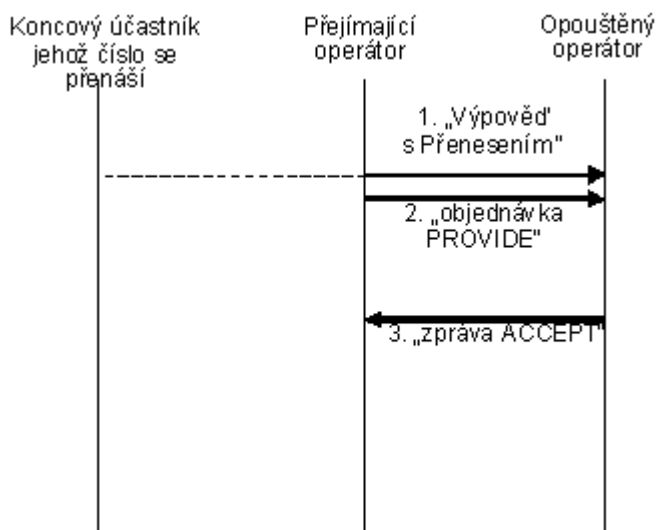 Koncový účastník
jehož číslo se
přenáší
Přejímající
operátor
Opouštěný
operátor
1. „Výpověď
s Přenesením"
2. „objednávka
PROVIDE"
3. „zpráva ACCEPT"